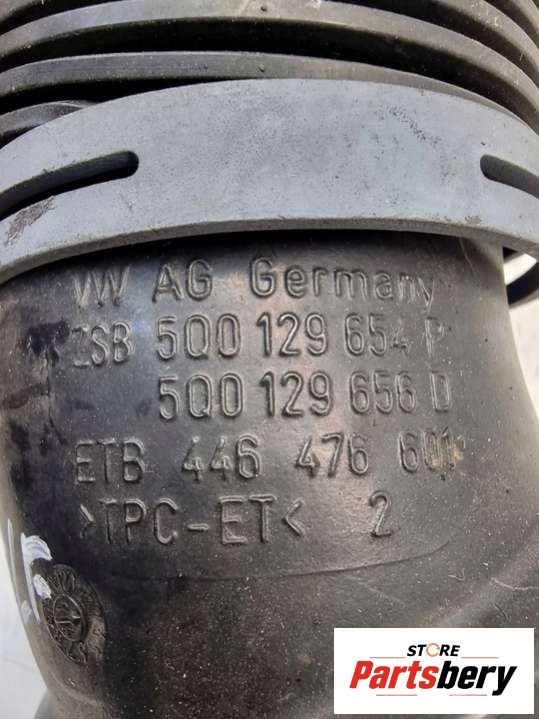 VW AG Germany
ZSB 5Q0 129 654 P
5Q0 129 656 D
ETB 446 476 601
>TPC-ET< 2
STORE
Partsbery